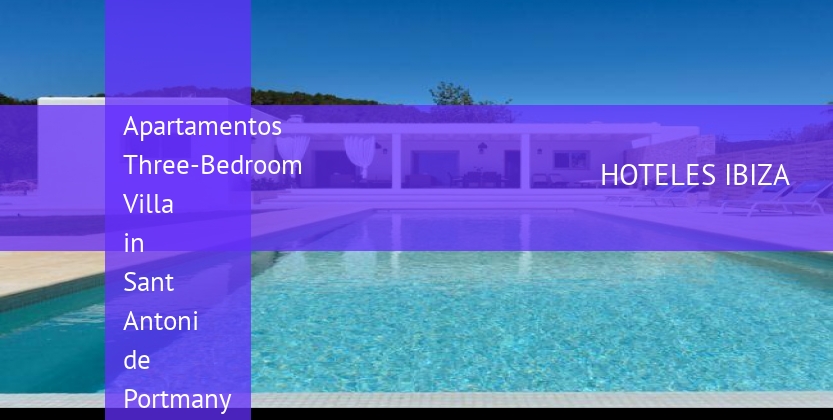 Apartamentos
Three-Bedroom
Villa
in
Sant
Antoni
de
Portmany
HOTELES IBIZA